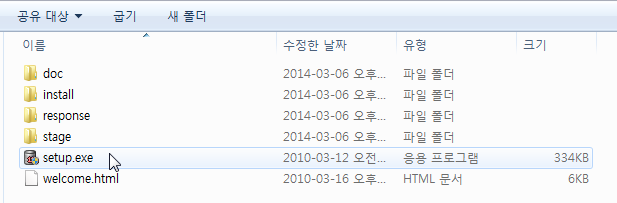 공유 대상 굽기 새 폴더
이름 수정한 날짜 유형 크기
doc 2014-03-06 오후... 파일 폴더
install 2014-03-06 오후... 파일 폴더
response 2014-03-06 오후... 파일 폴더
stage 2014-03-06 오후... 파일 폴더
setup.exe 2010-03-12 오전... 응용 프로그램 334KB
welcome.html 2010-03-16 오후... HTML 문서 6KB